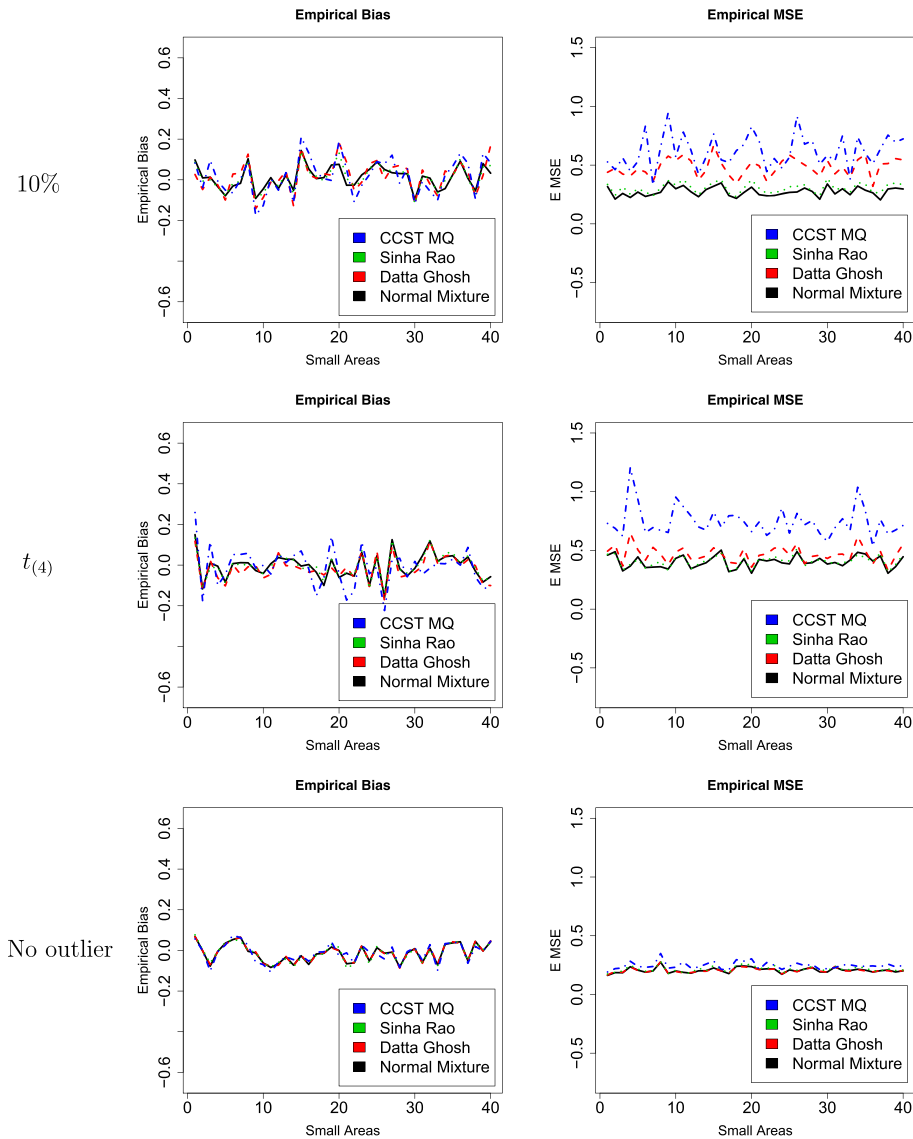 Empirical Bias
Empirical MSE
10%
Empirical Bias
0.6
0.4
0.2
0.0
−0.2
−0.6
CCST MQ
Sinha Rao
Datta Ghosh
Normal Mixture
0 10 20 30 40
Small Areas
E MSE
1.5
1.0
0.5
0.0
−0.5
CCST MQ
Sinha Rao
Datta Ghosh
Normal Mixture
0 10 20 30 40
Small Areas
Empirical Bias
Empirical MSE
t(4)
Empirical Bias
0.6
0.4
0.2
0.0
−0.2
−0.6
CCST MQ
Sinha Rao
Datta Ghosh
Normal Mixture
0 10 20 30 40
Small Areas
E MSE
1.5
1.0
0.5
0.0
−0.5
CCST MQ
Sinha Rao
Datta Ghosh
Normal Mixture
0 10 20 30 40
Small Areas
Empirical Bias
Empirical MSE
No outlier
Empirical Bias
0.6
0.4
0.2
0.0
−0.2
−0.6
CCST MQ
Sinha Rao
Datta Ghosh
Normal Mixture
0 10 20 30 40
Small Areas
E MSE
1.5
1.0
0.5
0.0
−0.5
CCST MQ
Sinha Rao
Datta Ghosh
Normal Mixture
0 10 20 30 40
Small Areas